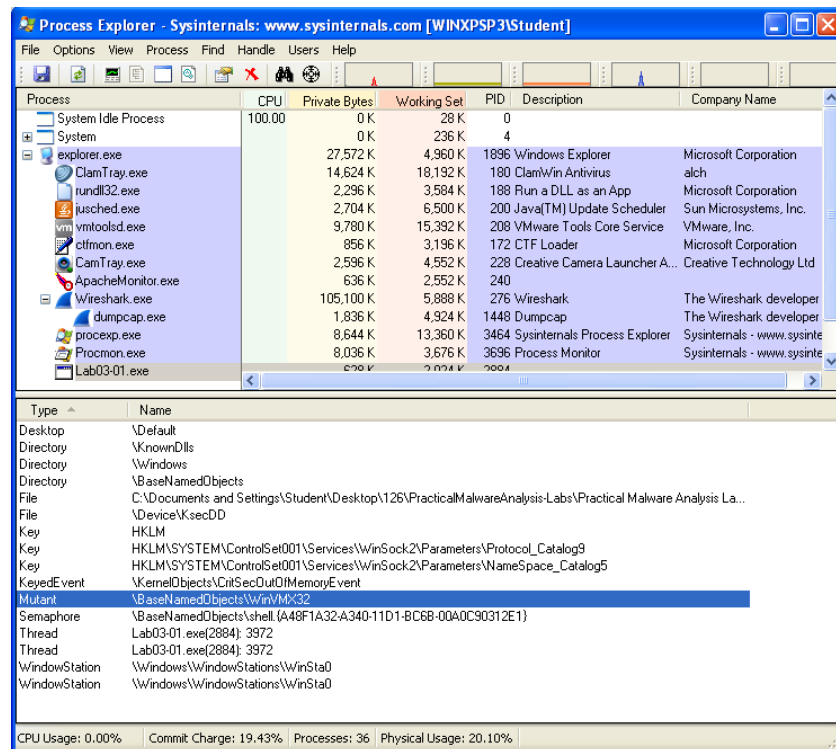 Process Explorer - Sysinternals: www.sysinternals.com [WINXPSP3\Student]
File Options View Process Find Handle Users Help
Process CPU Private Bytes Working Set PID Description Company Name
System Idle Process 100.00 0 K 28 K 0
System 0 K 236 K 4
explorer.exe 27,572 K 4,960 K 1896 Windows Explorer Microsoft Corporation
ClamTray.exe 14,624 K 18,192 K 180 ClamWin Antivirus alch
rundll32.exe 2,296 K 3,584 K 188 Run a DLL as an App Microsoft Corporation
jusched.exe 2,704 K 6,500 K 200 Java(TM) Update Scheduler Sun Microsystems, Inc.
vm vmtoolsd.exe 9,780 K 15,392 K 208 VMware Tools Core Service VMware, Inc.
ctfmon.exe 856 K 3,196 K 172 CTF Loader Microsoft Corporation
CamTray.exe 2,596 K 4,552 K 228 Creative Camera Launcher A... Creative Technology Ltd
ApacheMonitor.exe 636 K 2,552 K 240
Wireshark.exe 105,100 K 5,888 K 276 Wireshark The Wireshark developer
dumpcap.exe 1,836 K 4,924 K 1448 Dumpcap The Wireshark developer
procexp.exe 8,644 K 13,360 K 3464 Sysinternals Process Explorer Sysinternals - www.sysinte
Procmon.exe 8,036 K 3,676 K 3696 Process Monitor Sysinternals - www.sysinte
Lab03-01.exe 628 K 2,024 K 2884
Type Name
Desktop \Default
Directory \KnownDlls
Directory \Windows
Directory \BaseNamedObjects
File C:\Documents and Settings\Student\Desktop\126\PracticalMalwareAnalysis-Labs\Practical Malware Analysis La...
File \Device\KsecDD
Key HKLM
Key HKLM\SYSTEM\ControlSet001\Services\WinSock2\Parameters\Protocol_Catalog9
Key HKLM\SYSTEM\ControlSet001\Services\WinSock2\Parameters\NameSpace_Catalog5
KeyedEvent \KernelObjects\CritSecOutOfMemoryEvent
Mutant \BaseNamedObjects\WinVMX32
Semaphore \BaseNamedObjects\shell.{A48F1A32-A340-11D1-BC6B-00A0C90312E1}
Thread Lab03-01.exe(2884): 3972
Thread Lab03-01.exe(2884): 3972
WindowStation \Windows\WindowStations\WinSta0
WindowStation \Windows\WindowStations\WinSta0
CPU Usage: 0.00% Commit Charge: 19.43% Processes: 36 Physical Usage: 20.10%